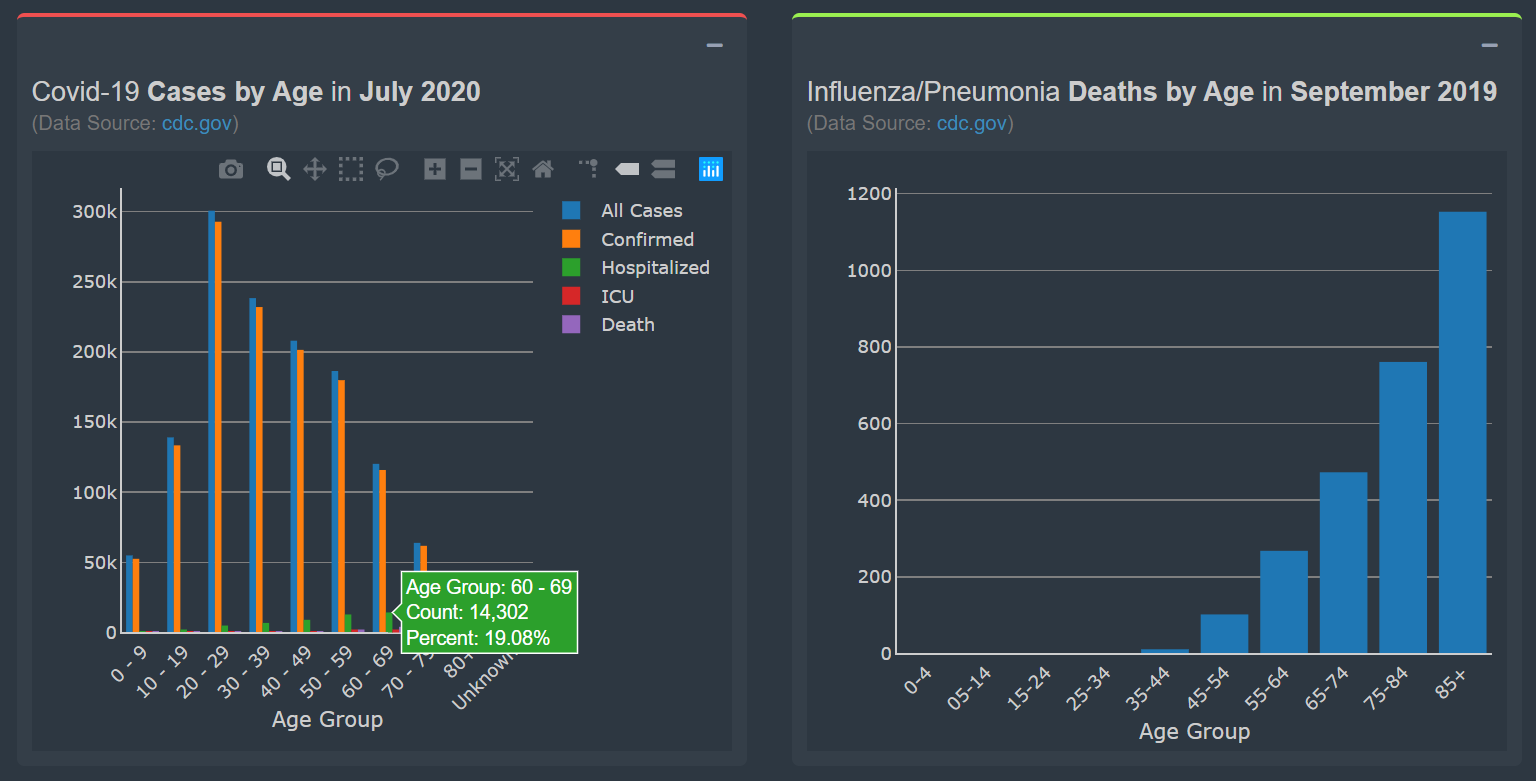 Covid-19 Cases by Age in July 2020
(Data Source: cdc.gov)
300k
250k
200k
150k
100k
50k
0
All Cases
Confirmed
Hospitalized
ICU
Death
Age Group: 60 - 69
Count: 14,302
Percent: 19.08%
0 - 9
10 - 19
20 - 29
30 - 39
40 - 49
50 - 59
60 - 69
70 - 79
80+
Unknown
Age Group
Influenza/Pneumonia Deaths by Age in September 2019
(Data Source: cdc.gov)
1200
1000
800
600
400
200
0
0-4
05-14
15-24
25-34
35-44
45-54
55-64
65-74
75-84
85+
Age Group